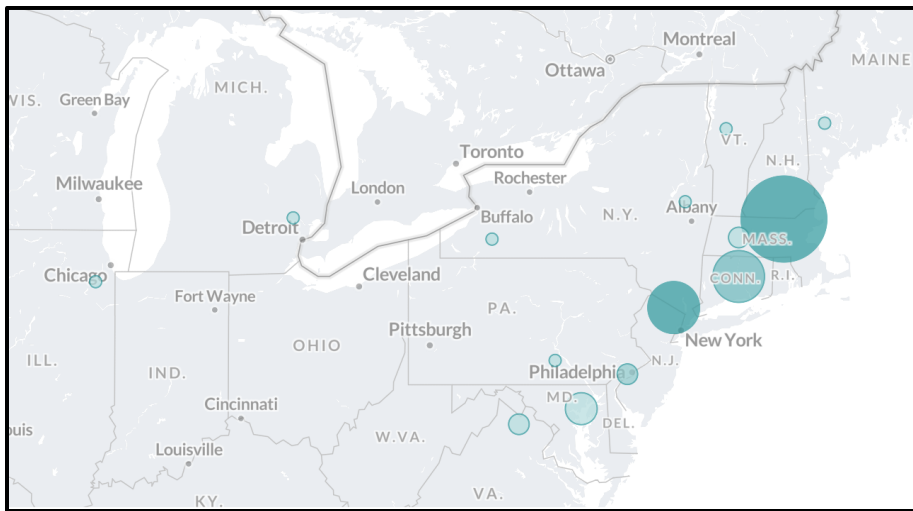 Montreal
Ottawa
MAINE
MICH.
WIS.
Green Bay
VT.
Toronto
N.H.
Rochester
London
Milwaukee
N.Y.
Albany
Buffalo
Detroit
MASS.
Chicago
Cleveland
CONN.
R.I.
Fort Wayne
PA.
Pittsburgh
New York
OHIO
ILL.
N.J.
IND.
Philadelphia
MD.
Cincinnati
DEL.
ouis
W.VA.
Louisville
VA.
KY.